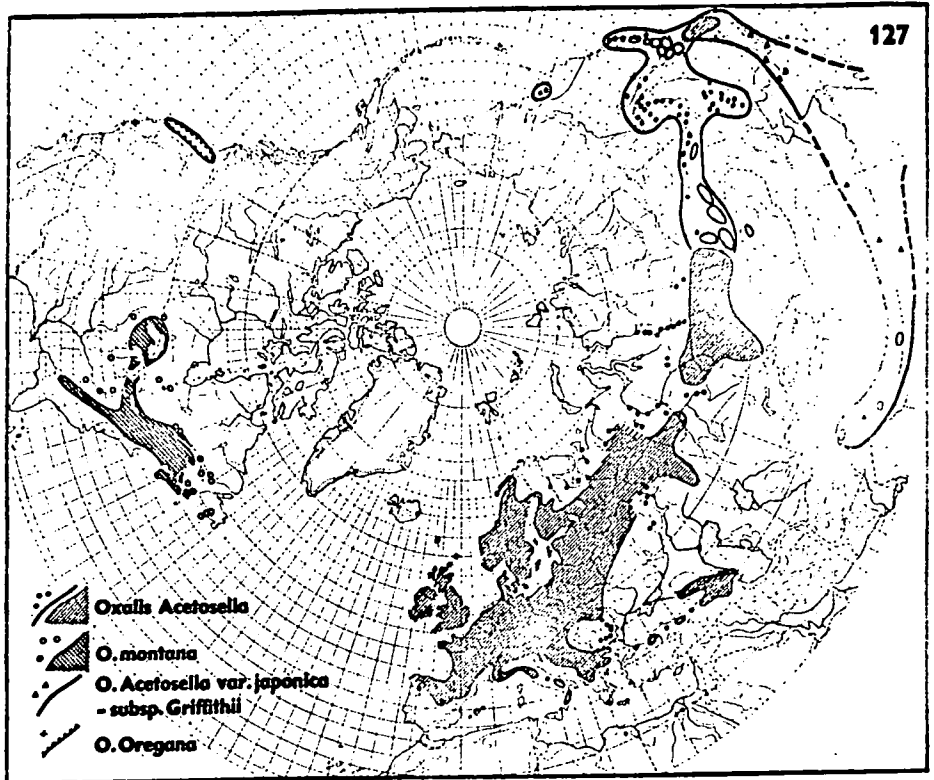 127
Oxalis Acetosella
O. montana
O. Acetosella var. japonica
- subsp. Griffithii
O. Oregana